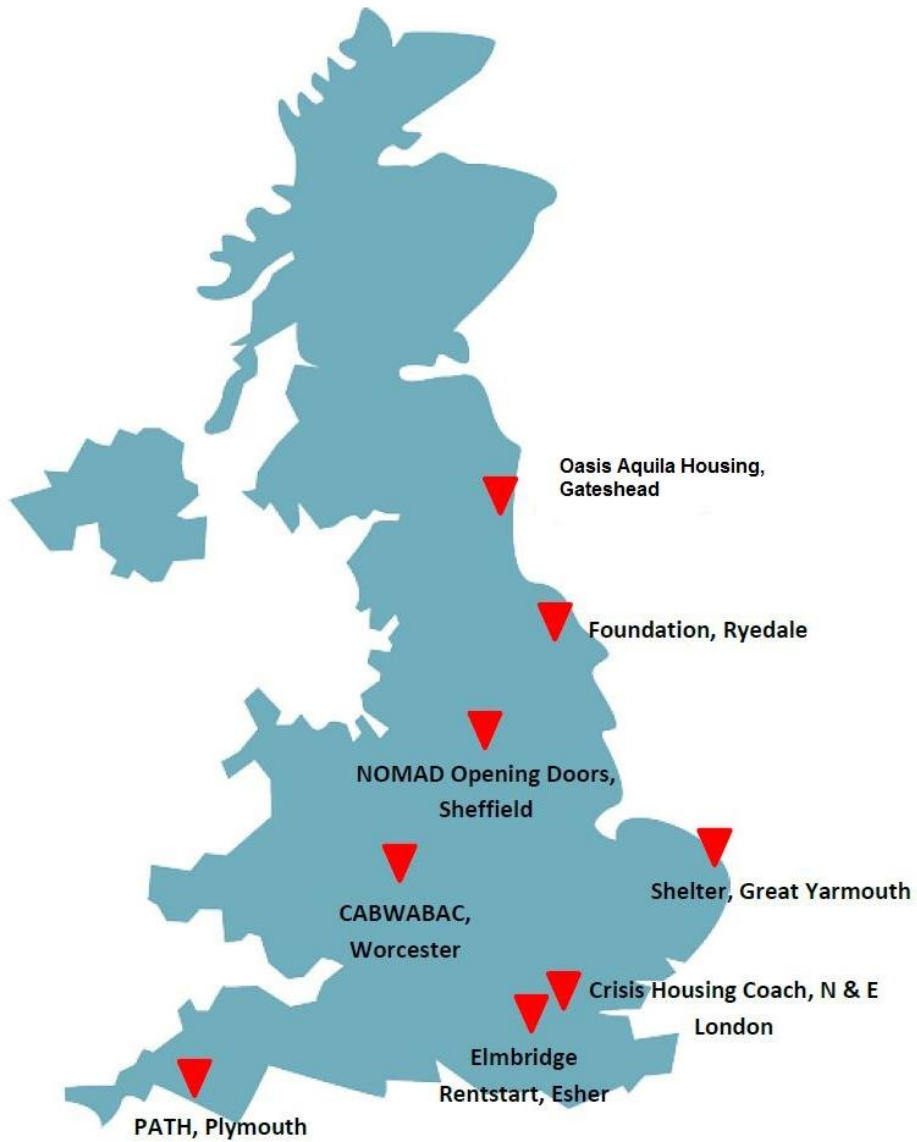 Oasis Aquila Housing,
Gateshead
Foundation, Ryedale
NOMAD Opening Doors,
Sheffield
Shelter, Great Yarmouth
CABWABAC,
Worcester
Crisis Housing Coach, N & E
London
Elmbridge
Rentstart, Esher
PATH, Plymouth